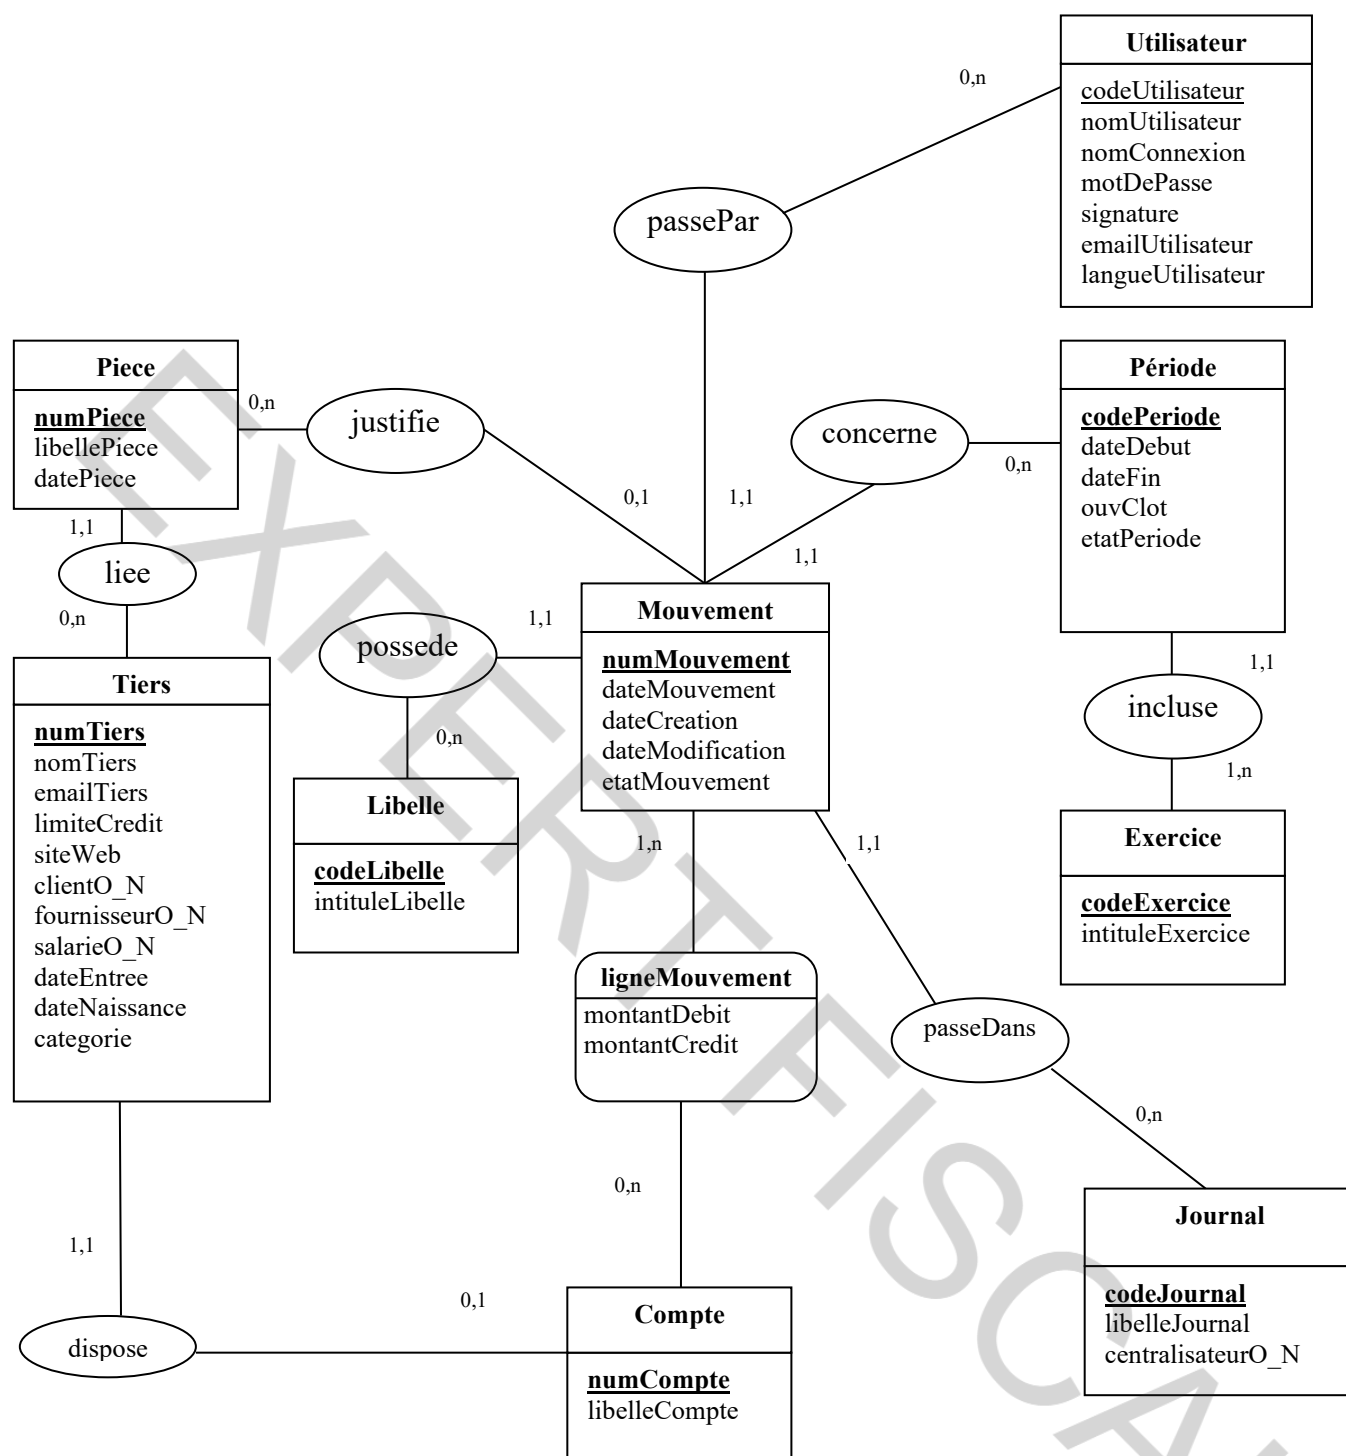 Utilisateur
codeUtilisateur
nomUtilisateur
nomConnexion
motDePasse
signature
emailUtilisateur
langueUtilisateur
0,n
passePar
Piece
numPiece
libellePiece
datePiece
0,n
justifie
0,1
1,1
concerne
0,n
1,1
Période
codePeriode
dateDebut
dateFin
ouvClot
etatPeriode
1,1
liee
0,n
possede
1,1
0,n
Mouvement
numMouvement
dateMouvement
dateCreation
dateModification
etatMouvement
1,1
incluse
1,n
Tiers
numTiers
nomTiers
emailTiers
limiteCredit
siteWeb
clientO_N
fournisseurO_N
salarieO_N
dateEntree
dateNaissance
categorie
Libelle
codeLibelle
intituleLibelle
1,n
1,1
Exercice
codeExercice
intituleExercice
ligneMouvement
montantDebit
montantCredit
passeDans
0,n
0,n
Journal
codeJournal
libelleJournal
centralisateurO_N
1,1
dispose
0,1
Compte
numCompte
libelleCompte
EXPERT FISCA